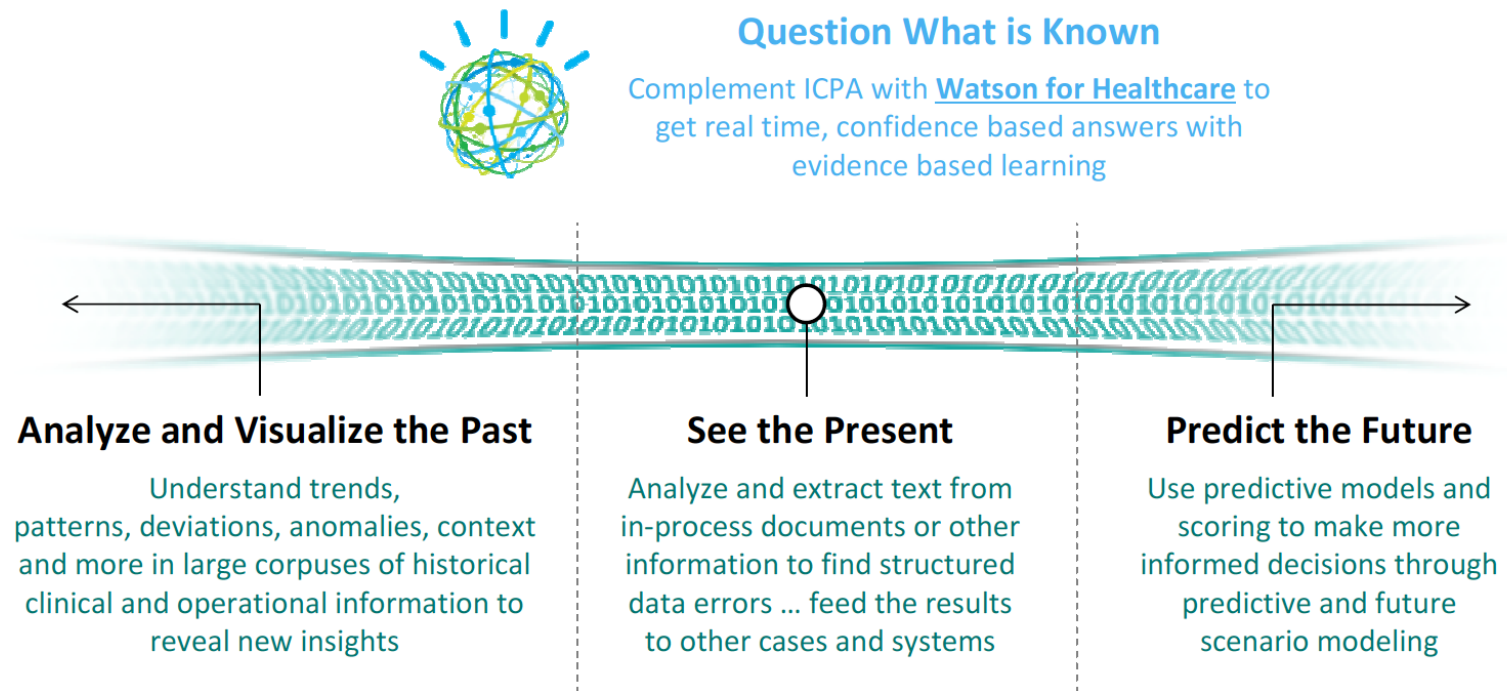 Question What is Known
Complement ICPA with Watson for Healthcare to
get real time, confidence based answers with
evidence based learning
Analyze and Visualize the Past
Understand trends,
patterns, deviations, anomalies, context
and more in large corpuses of historical
clinical and operational information to
reveal new insights
See the Present
Analyze and extract text from
in-process documents or other
information to find structured
data errors ... feed the results
to other cases and systems
Predict the Future
Use predictive models and
scoring to make more
informed decisions through
predictive and future
scenario modeling